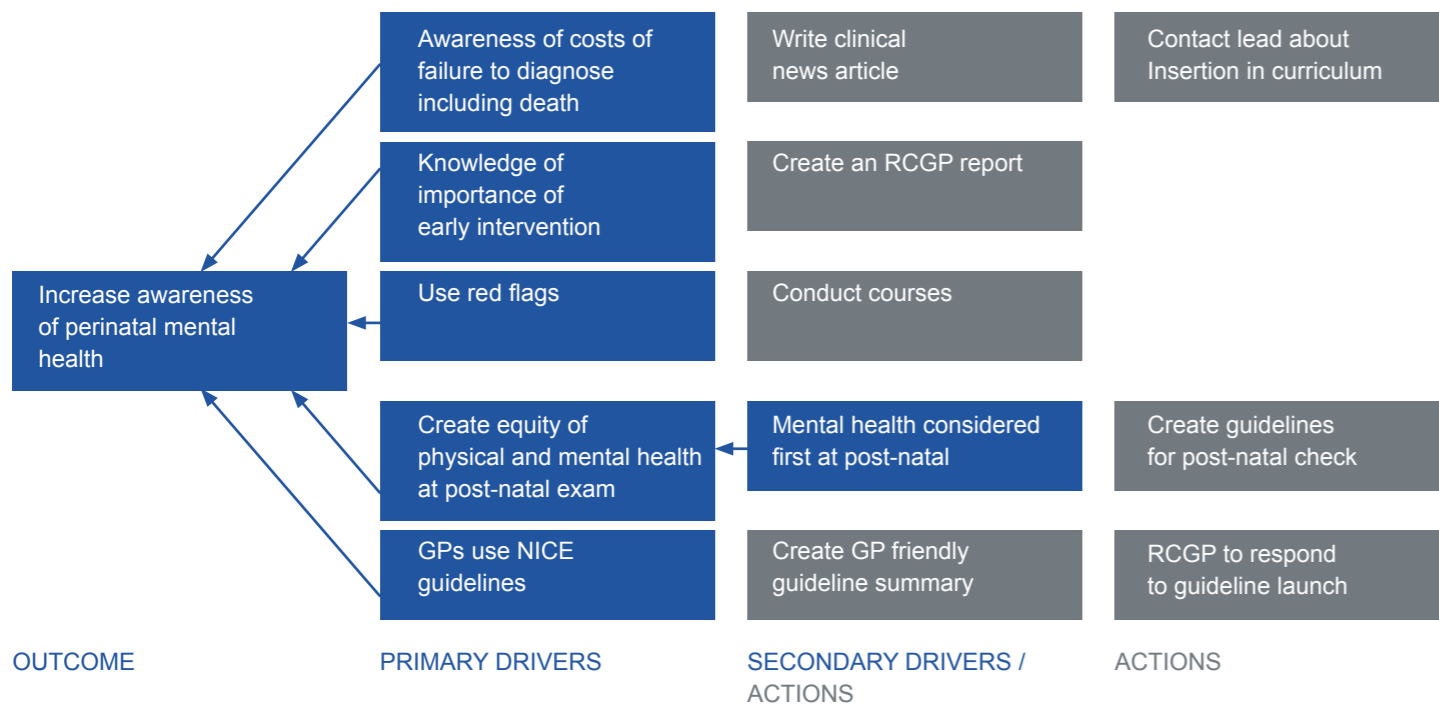 Awareness of costs of
failure to diagnose
including death
Write clinical
news article
Contact lead about
Insertion in curriculum
Knowledge of
importance of
early intervention
Create an RCGP report
Increase awareness
of perinatal mental
health
Use red flags
Conduct courses
Create equity of
physical and mental health
at post-natal exam
Mental health considered
first at post-natal
Create guidelines
for post-natal check
GPs use NICE
guidelines
Create GP friendly
guideline summary
RCGP to respond
to guideline launch
OUTCOME
PRIMARY DRIVERS
SECONDARY DRIVERS /
ACTIONS
ACTIONS